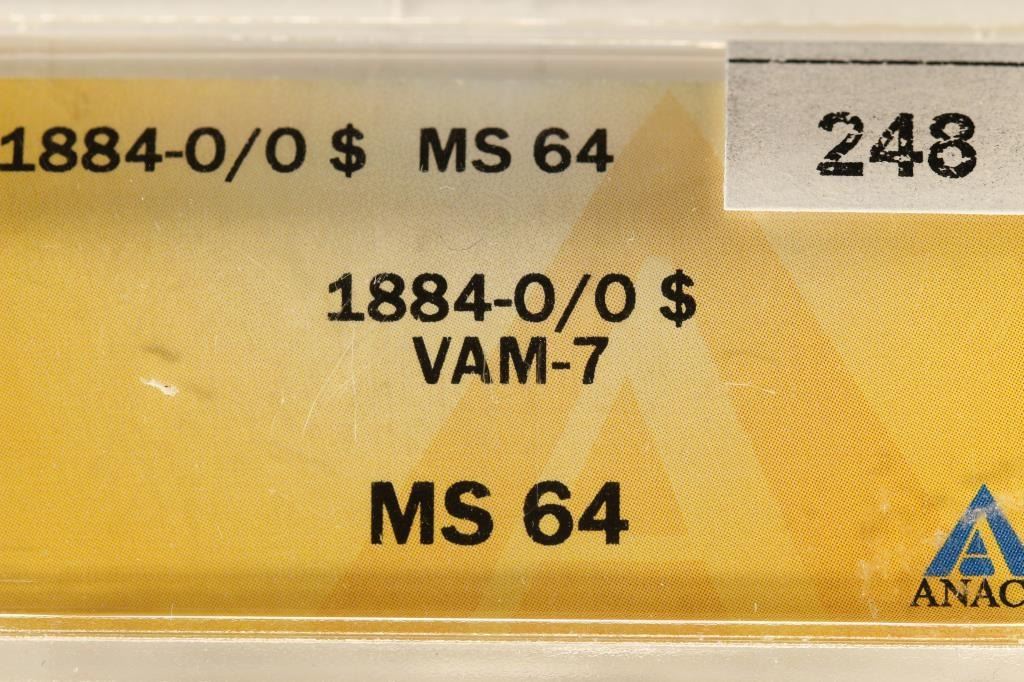 1884-O/O $ MS 64
248
1884-O/O $
VAM-7
MS 64
ANAC